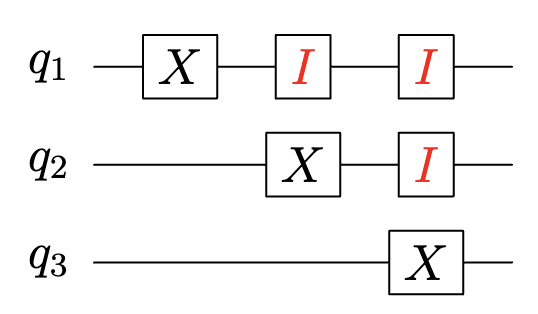 q₁ X I I
q₂ X I
q₃ X